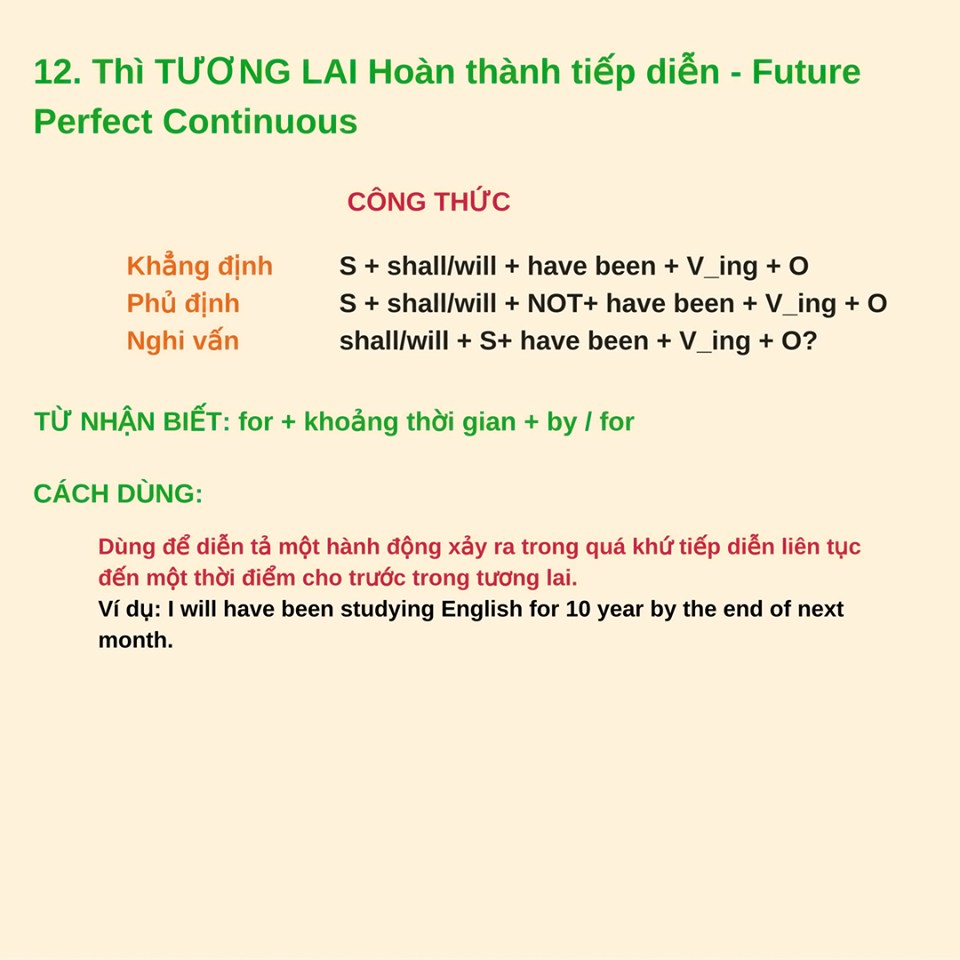 12. Thì TƯƠNG LAI Hoàn thành tiếp diễn - Future
Perfect Continuous
CÔNG THỨC
Khẳng định S + shall/will + have been + V_ing + O
Phủ định S + shall/will + NOT+ have been + V_ing + O
Nghi vấn shall/will + S+ have been + V_ing + O?
TỪ NHẬN BIẾT: for + khoảng thời gian + by / for
CÁCH DÙNG:
Dùng để diễn tả một hành động xảy ra trong quá khứ tiếp diễn liên tục
đến một thời điểm cho trước trong tương lai.
Ví dụ: I will have been studying English for 10 year by the end of next
month.